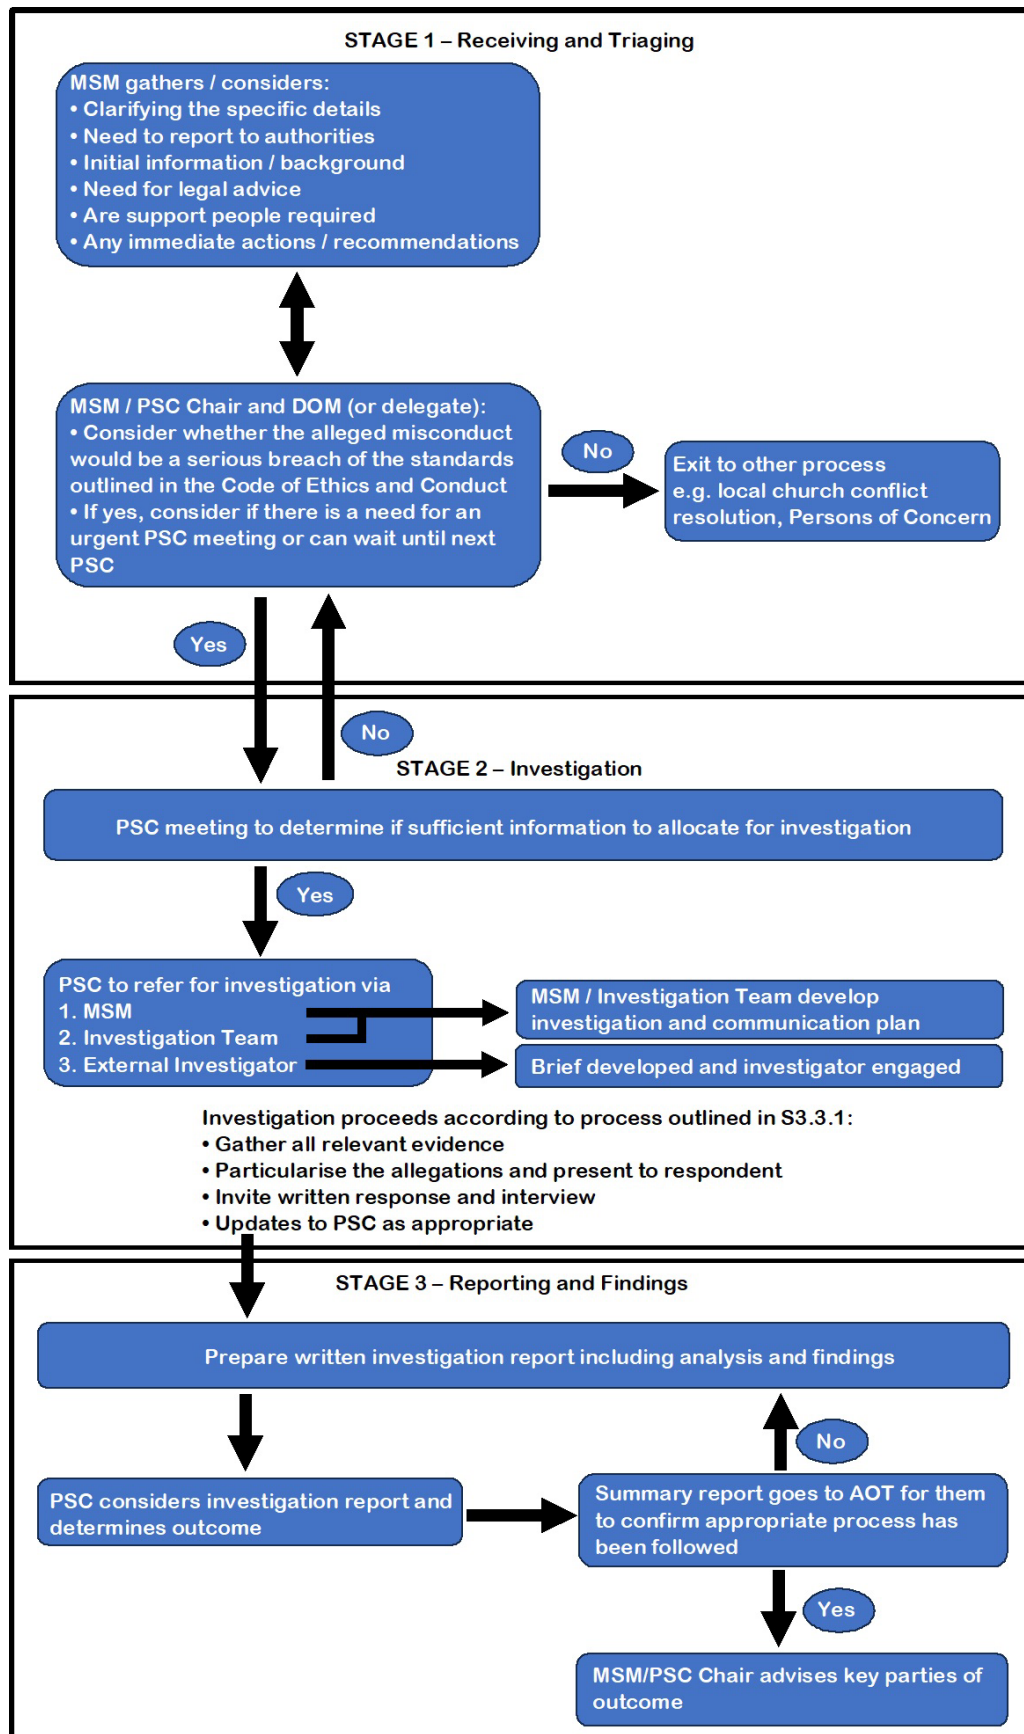 STAGE 1 – Receiving and Triaging
MSM gathers / considers:
• Clarifying the specific details
• Need to report to authorities
• Initial information / background
• Need for legal advice
• Are support people required
• Any immediate actions / recommendations
MSM / PSC Chair and DOM (or delegate):
• Consider whether the alleged misconduct
would be a serious breach of the standards
outlined in the Code of Ethics and Conduct
• If yes, consider if there is a need for an
urgent PSC meeting or can wait until next
PSC
No
Exit to other process
e.g. local church conflict
resolution, Persons of Concern
Yes
No
STAGE 2 – Investigation
PSC meeting to determine if sufficient information to allocate for investigation
Yes
PSC to refer for investigation via
1. MSM
2. Investigation Team
3. External Investigator
MSM / Investigation Team develop
investigation and communication plan
Brief developed and investigator engaged
Investigation proceeds according to process outlined in S3.3.1:
• Gather all relevant evidence
• Particularise the allegations and present to respondent
• Invite written response and interview
• Updates to PSC as appropriate
STAGE 3 – Reporting and Findings
Prepare written investigation report including analysis and findings
No
PSC considers investigation report and
determines outcome
Summary report goes to AOT for them
to confirm appropriate process has
been followed
Yes
MSM/PSC Chair advises key parties of
outcome